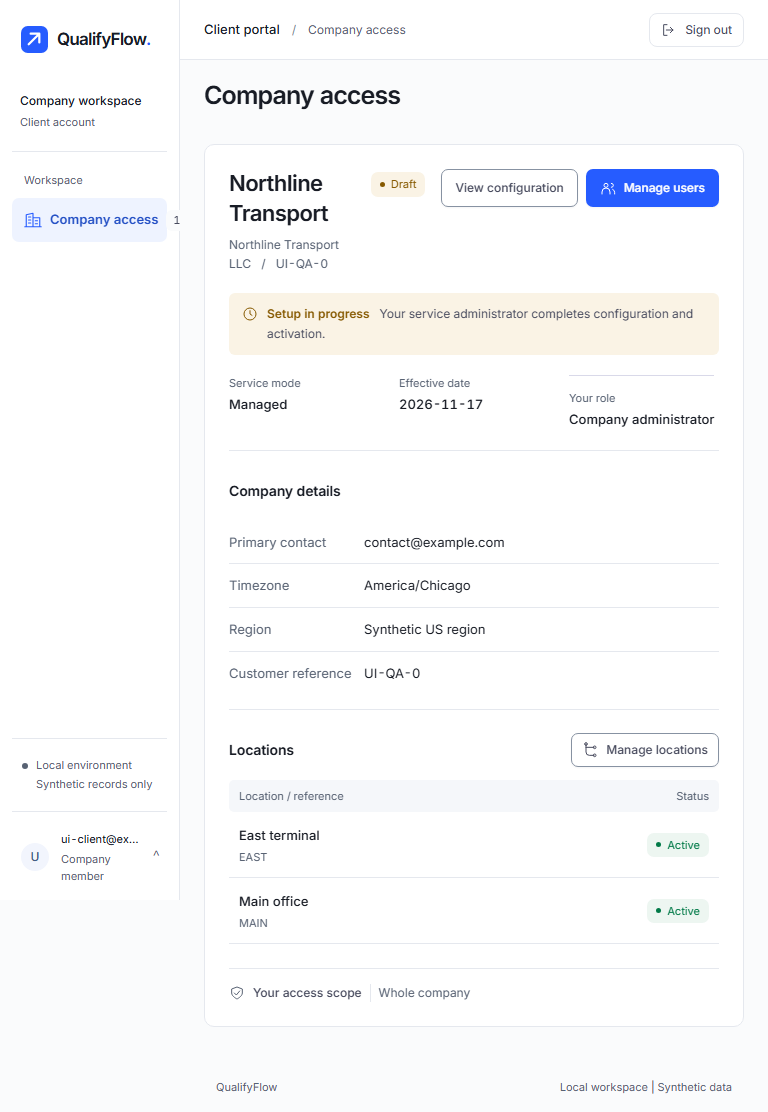 QualifyFlow.
Client portal / Company access
Sign out
Company workspace
Client account
Workspace
Company access 1
Company access
Northline
Transport
Draft
View configuration
Manage users
Northline Transport
LLC / UI-QA-0
Setup in progress Your service administrator completes configuration and
activation.
Service mode
Managed
Effective date
2026-11-17
Your role
Company administrator
Company details
Primary contact contact@example.com
Timezone America/Chicago
Region Synthetic US region
Customer reference UI-QA-0
Locations
Manage locations
Location / reference Status
East terminal
EAST
Active
Main office
MAIN
Active
Your access scope Whole company
Local environment
Synthetic records only
U
ui-client@ex...
Company
member
QualifyFlow
Local workspace | Synthetic data